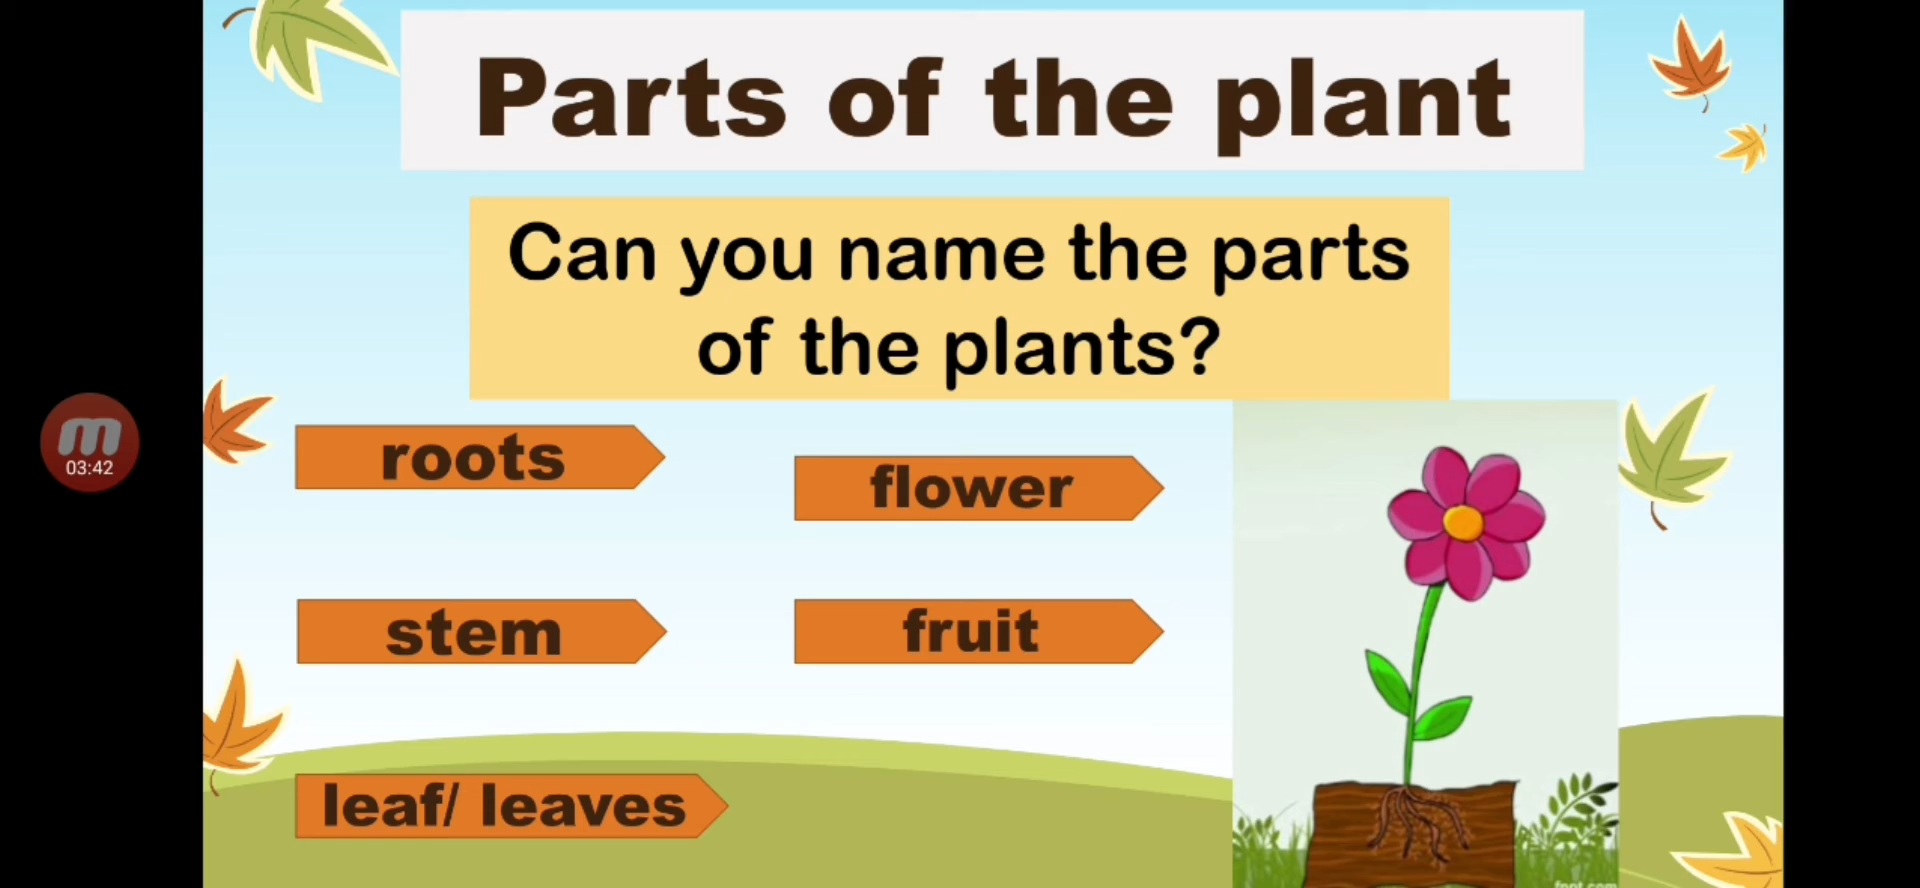 Parts of the plant
Can you name the parts
of the plants?
roots
flower
stem
fruit
leaf/ leaves
03:42